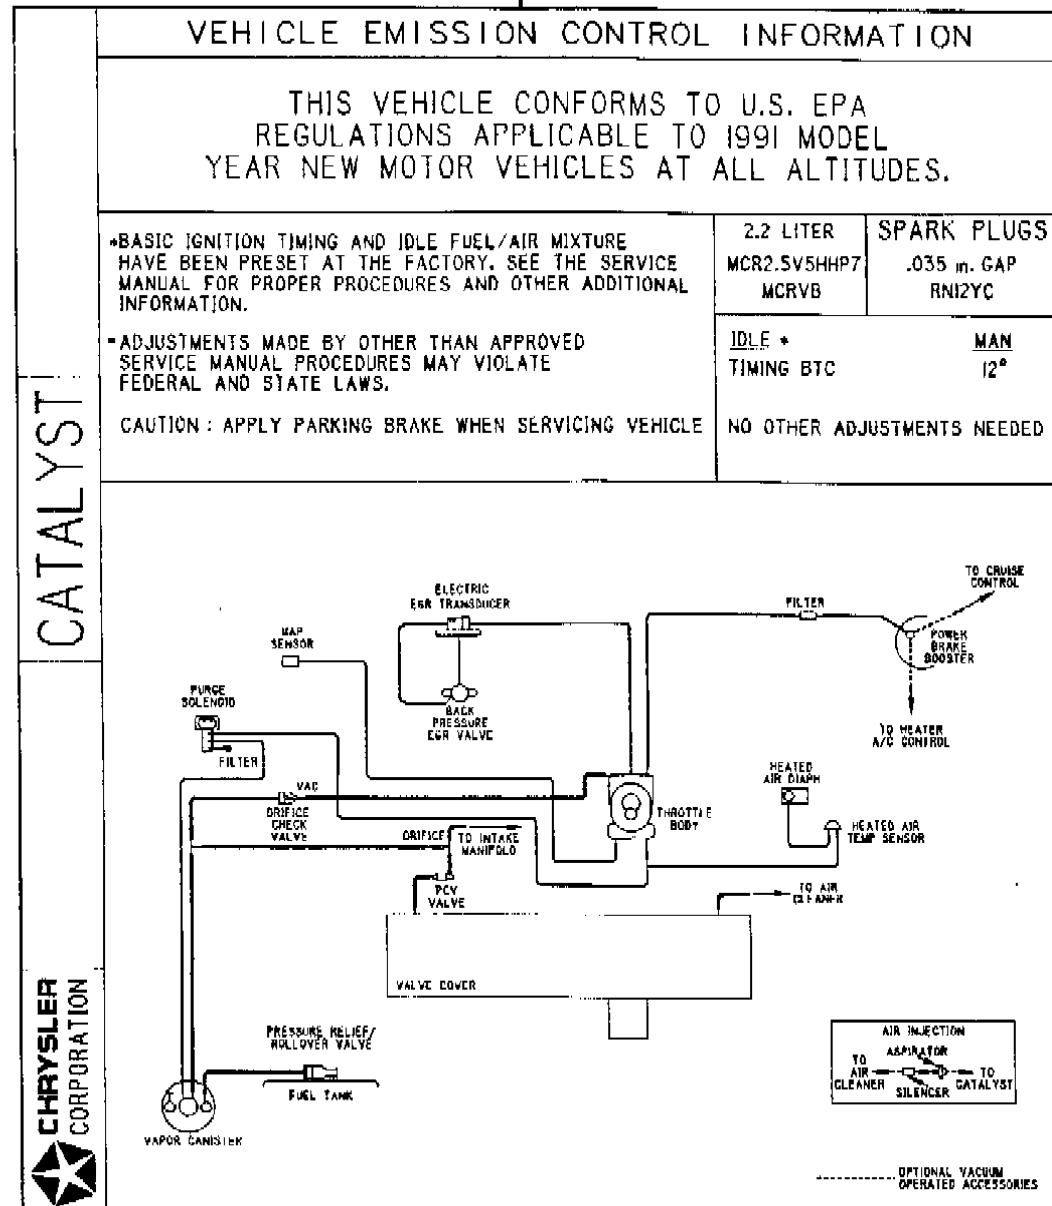 VEHICLE EMISSION CONTROL INFORMATION
THIS VEHICLE CONFORMS TO U.S. EPA
REGULATIONS APPLICABLE TO 1991 MODEL
YEAR NEW MOTOR VEHICLES AT ALL ALTITUDES.
*BASIC IGNITION TIMING AND IDLE FUEL/AIR MIXTURE
HAVE BEEN PRESET AT THE FACTORY. SEE THE SERVICE
MANUAL FOR PROPER PROCEDURES AND OTHER ADDITIONAL
INFORMATION.
*ADJUSTMENTS MADE BY OTHER THAN APPROVED
SERVICE MANUAL PROCEDURES MAY VIOLATE
FEDERAL AND STATE LAWS.
CAUTION : APPLY PARKING BRAKE WHEN SERVICING VEHICLE
2.2 LITER
MCR2.5V5HHP7
MCRVB
SPARK PLUGS
.035 in. GAP
RN12YC
IDLE * MAN
TIMING BTC 12°
NO OTHER ADJUSTMENTS NEEDED
CATALYST
TO CRUISE
CONTROL
ELECTRIC
EGR TRANSDUCER
FILTER
MAP
SENSOR
POWER
BRAKE
BOOSTER
PURGE
SOLENOID
BACK
PRESSURE
EGR VALVE
TO HEATER
A/C CONTROL
FILTER
HEATED
AIR DIAPH
VAC
ORIFICE
CHECK
VALVE
THROTTLE
BODY
HEATED AIR
TEMP SENSOR
ORIFICE
TO INTAKE
MANIFOLD
PCV
VALVE
TO AIR
CLEANER
VALVE COVER
PRESSURE RELIEF/
ROLLOVER VALVE
FUEL TANK
VAPOR CANISTER
AIR INJECTION
ASPIRATOR
TO
AIR
CLEANER
TO
CATALYST
SILENCER
OPTIONAL VACUUM
OPERATED ACCESSORIES
CHRYSLER
CORPORATION